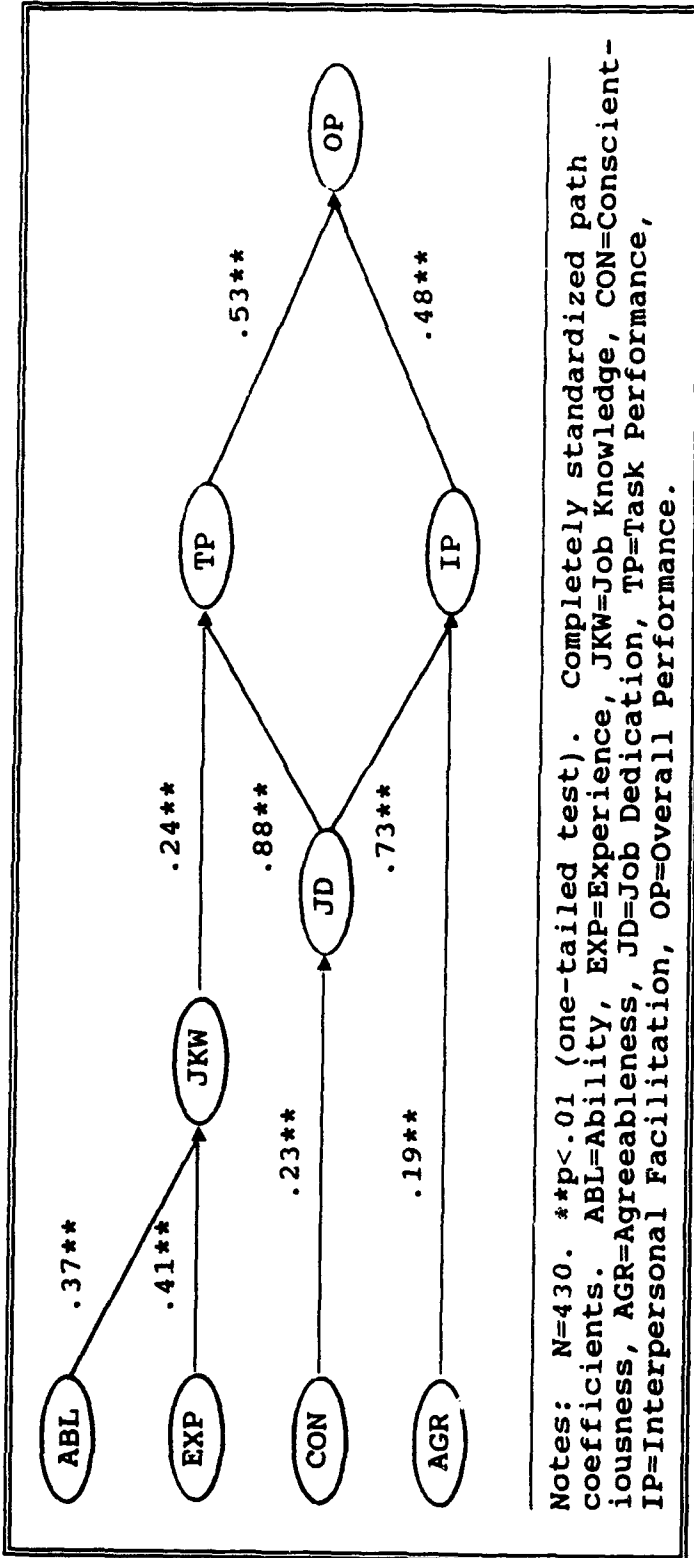 ABL
.37**
EXP
.41**
JKW
.24**
TP
.53**
CON
.23**
JD
.88**
.73**
OP
AGR
.19**
IP
.48**
Notes: N=430. **p<.01 (one-tailed test). Completely standardized path
coefficients. ABL=Ability, EXP=Experience, JKW=Job Knowledge, CON=Conscient-
iousness, AGR=Agreeableness, JD=Job Dedication, TP=Task Performance,
IP=Interpersonal Facilitation, OP=Overall Performance.